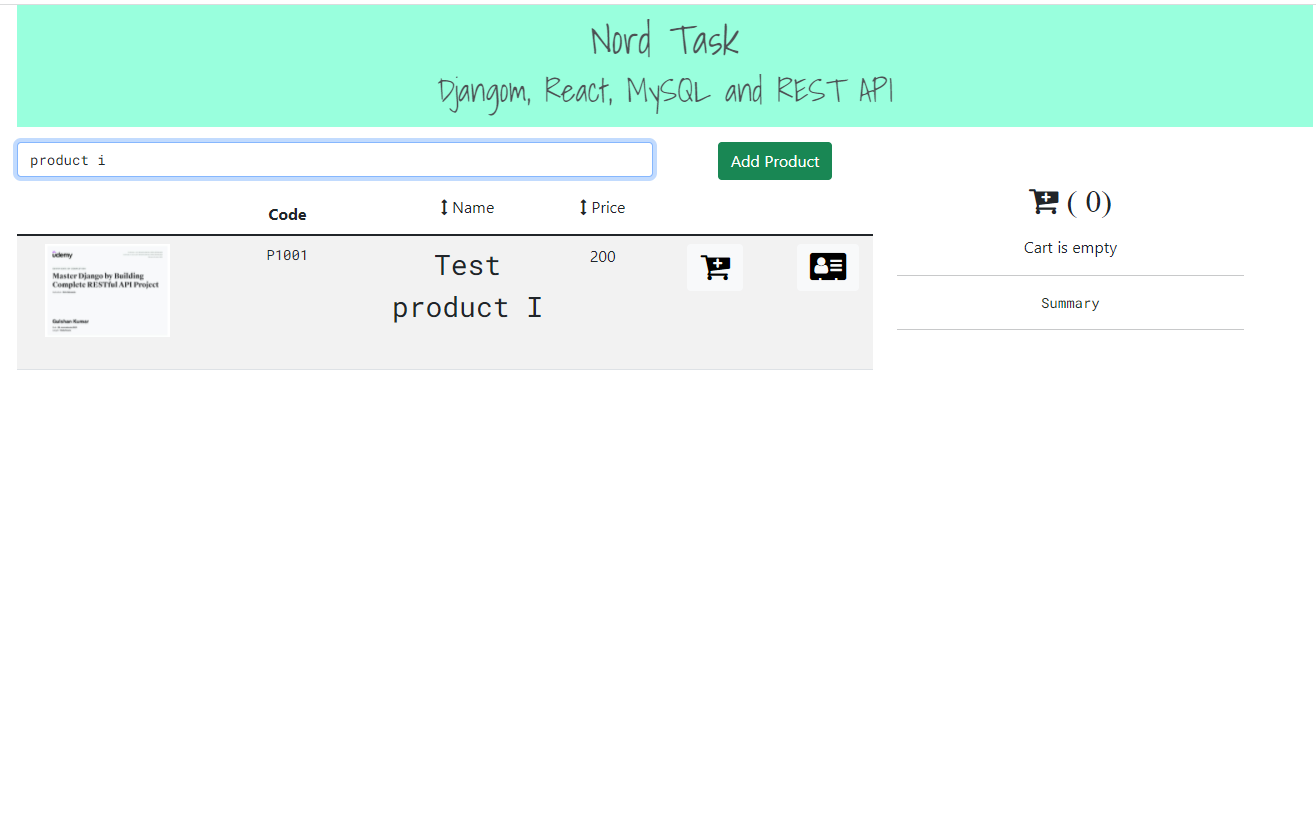 Nord Task
Djangom, React, MySQL and REST API
product i
Add Product
( 0)
Code
Name
Price
Cart is empty
ûdemy
Master Django by Building
Complete RESTful API Project
Gulshan Kumar
P1001
Test
product I
200
Summary